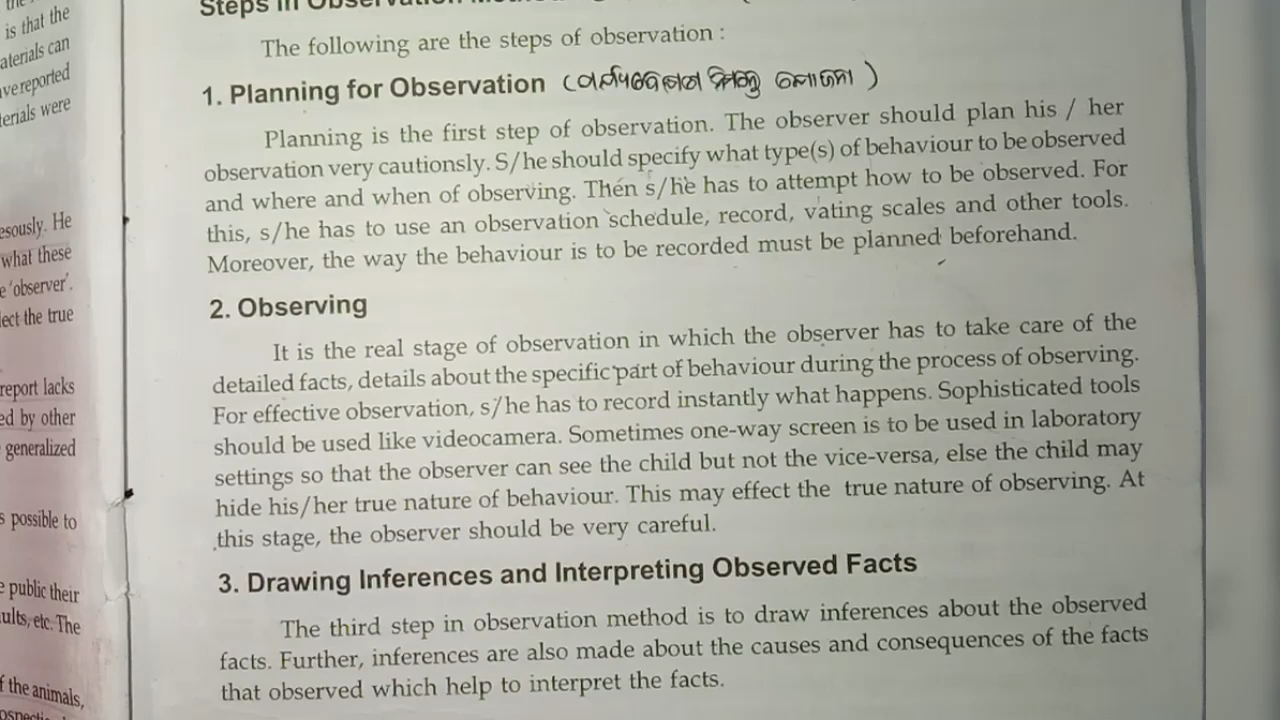 is that the
aterials can
ve reported
terials were
esously. He
what these
e 'observer'.
lect the true
report lacks
ed by other
generalized
s possible to
e public their
ults, etc. The
f the animals,
Steps in Observation
The following are the steps of observation :
1. Planning for Observation (ପର୍ଯ୍ୟବେକ୍ଷଣ ଯୋଜନା)
Planning is the first step of observation. The observer should plan his / her
observation very cautionsly. S/he should specify what type(s) of behaviour to be observed
and where and when of observing. Then s/he has to attempt how to be observed. For
this, s/he has to use an observation schedule, record, vating scales and other tools.
Moreover, the way the behaviour is to be recorded must be planned beforehand.
2. Observing
It is the real stage of observation in which the observer has to take care of the
detailed facts, details about the specific part of behaviour during the process of observing.
For effective observation, s/he has to record instantly what happens. Sophisticated tools
should be used like videocamera. Sometimes one-way screen is to be used in laboratory
settings so that the observer can see the child but not the vice-versa, else the child may
hide his/her true nature of behaviour. This may effect the true nature of observing. At
this stage, the observer should be very careful.
3. Drawing Inferences and Interpreting Observed Facts
The third step in observation method is to draw inferences about the observed
facts. Further, inferences are also made about the causes and consequences of the facts
that observed which help to interpret the facts.